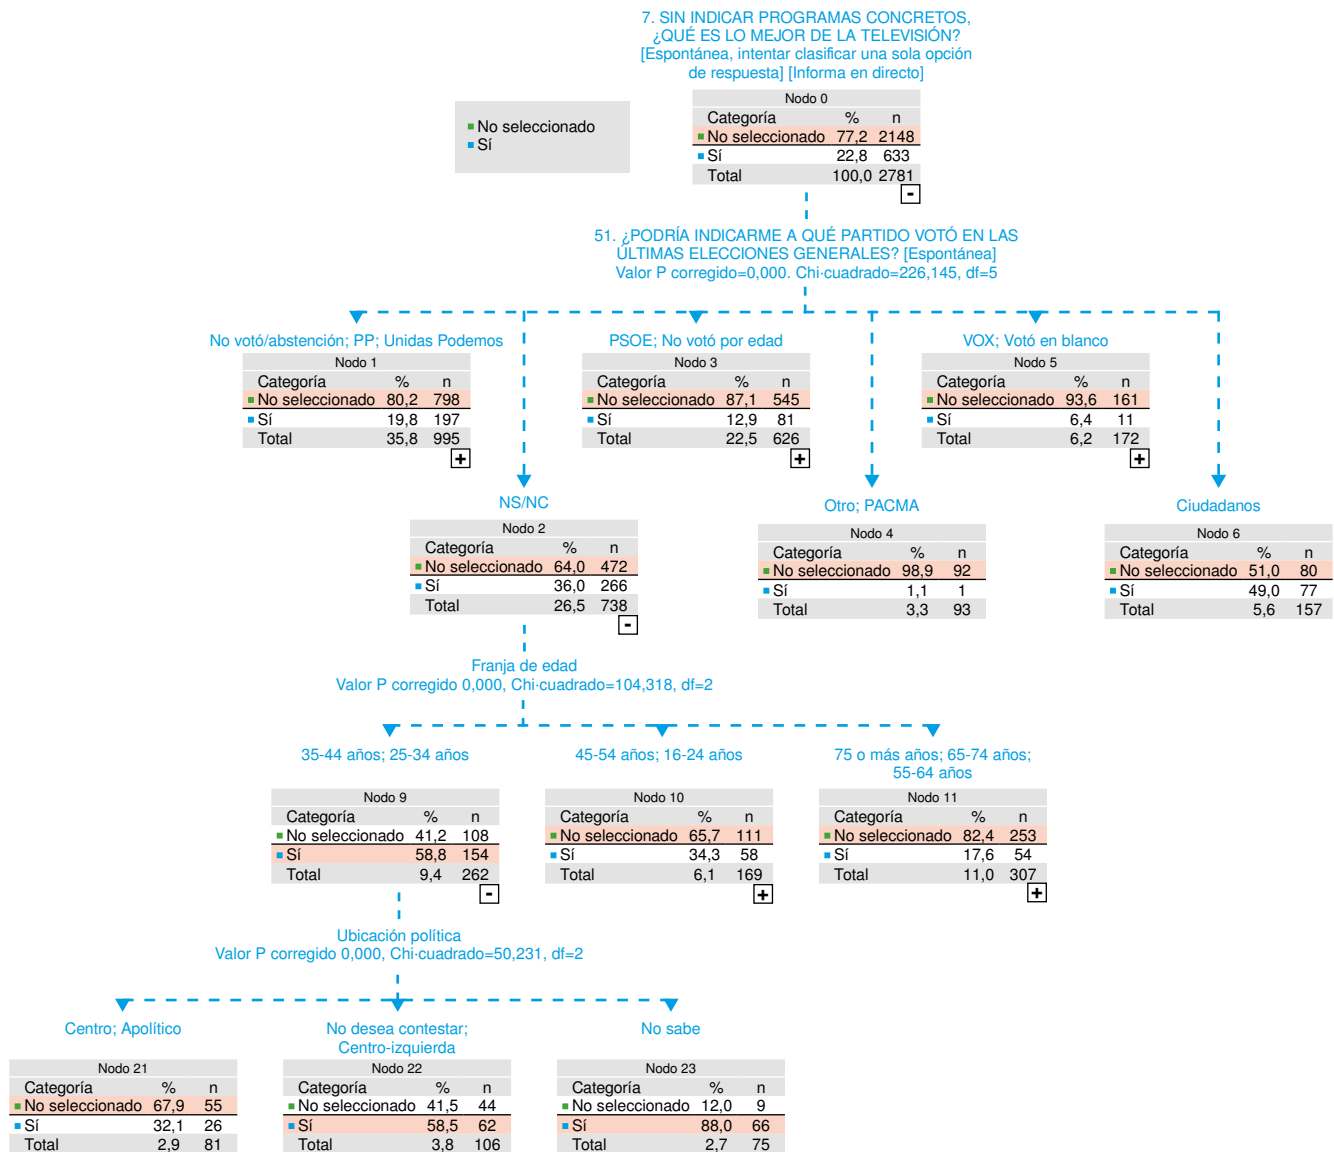 7. SIN INDICAR PROGRAMAS CONCRETOS,
¿QUÉ ES LO MEJOR DE LA TELEVISIÓN?
[Espontánea, intentar clasificar una sola opción
de respuesta] [Informa en directo]
No seleccionado
Sí
Nodo 0
Categoría % n
No seleccionado 77,2 2148
Sí 22,8 633
Total 100,0 2781
-
51. ¿PODRÍA INDICARME A QUÉ PARTIDO VOTÓ EN LAS
ÚLTIMAS ELECCIONES GENERALES? [Espontánea]
Valor P corregido=0,000. Chi-cuadrado=226,145, df=5
No votó/abstención; PP; Unidas Podemos
Nodo 1
Categoría % n
No seleccionado 80,2 798
Sí 19,8 197
Total 35,8 995
+
PSOE; No votó por edad
Nodo 3
Categoría % n
No seleccionado 87,1 545
Sí 12,9 81
Total 22,5 626
+
VOX; Votó en blanco
Nodo 5
Categoría % n
No seleccionado 93,6 161
Sí 6,4 11
Total 6,2 172
+
NS/NC
Nodo 2
Categoría % n
No seleccionado 64,0 472
Sí 36,0 266
Total 26,5 738
-
Otro; PACMA
Nodo 4
Categoría % n
No seleccionado 98,9 92
Sí 1,1 1
Total 3,3 93
Ciudadanos
Nodo 6
Categoría % n
No seleccionado 51,0 80
Sí 49,0 77
Total 5,6 157
Franja de edad
Valor P corregido 0,000, Chi-cuadrado=104,318, df=2
35-44 años; 25-34 años
Nodo 9
Categoría % n
No seleccionado 41,2 108
Sí 58,8 154
Total 9,4 262
-
45-54 años; 16-24 años
Nodo 10
Categoría % n
No seleccionado 65,7 111
Sí 34,3 58
Total 6,1 169
+
75 o más años; 65-74 años;
55-64 años
Nodo 11
Categoría % n
No seleccionado 82,4 253
Sí 17,6 54
Total 11,0 307
+
Ubicación política
Valor P corregido 0,000, Chi-cuadrado=50,231, df=2
Centro; Apolítico
Nodo 21
Categoría % n
No seleccionado 67,9 55
Sí 32,1 26
Total 2,9 81
No desea contestar;
Centro-izquierda
Nodo 22
Categoría % n
No seleccionado 41,5 44
Sí 58,5 62
Total 3,8 106
No sabe
Nodo 23
Categoría % n
No seleccionado 12,0 9
Sí 88,0 66
Total 2,7 75